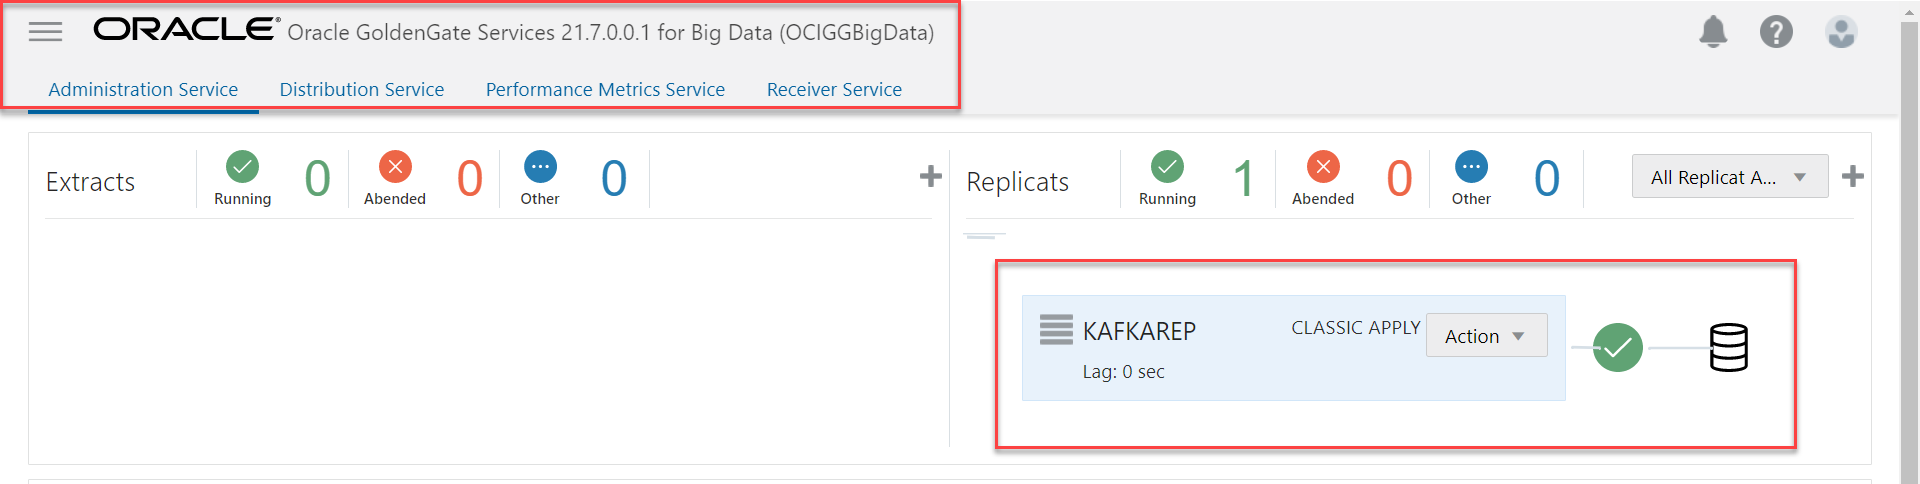 ORACLE® Oracle GoldenGate Services 21.7.0.0.1 for Big Data (OCIGGBigData)
Administration Service Distribution Service Performance Metrics Service Receiver Service
Extracts
0
Running
0
Abended
0
Other
Replicats
1
Running
0
Abended
0
Other
All Replicat A...
KAFKAREP
CLASSIC APPLY
Action
Lag: 0 sec